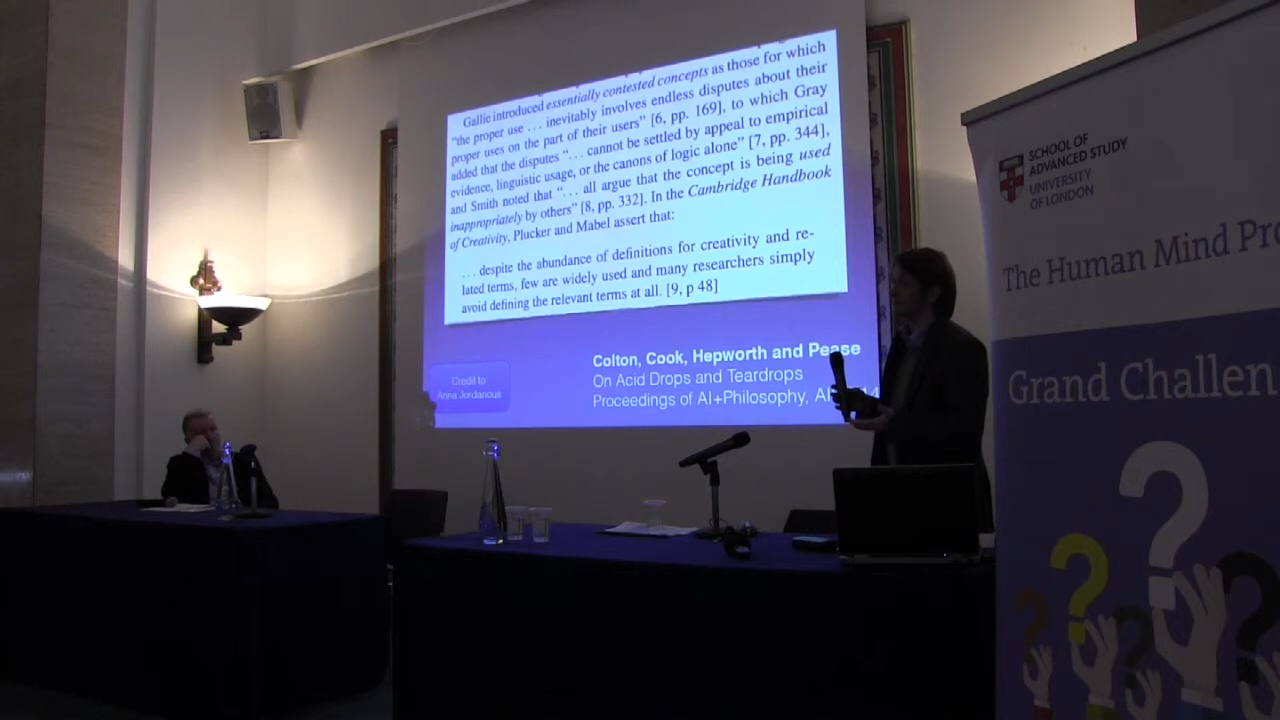 Gallie introduced essentially contested concepts as those for which
"the proper use ... inevitably involves endless disputes about their
proper uses on the part of their users" [6, pp. 169], to which Gray
added that the disputes "... cannot be settled by appeal to empirical
evidence, linguistic usage, or the canons of logic alone" [7, pp. 344],
and Smith noted that "... all argue that the concept is being used
inappropriately by others" [8, pp. 332]. In the Cambridge Handbook
of Creativity, Plucker and Mabel assert that:
... despite the abundance of definitions for creativity and re-
lated terms, few are widely used and many researchers simply
avoid defining the relevant terms at all. [9, p 48]
Colton, Cook, Hepworth and Pease
On Acid Drops and Teardrops
Proceedings of AI+Philosophy,
Credit to
Anna Jordanous
SCHOOL OF
ADVANCED STUDY
UNIVERSITY
OF LONDON
The Human Mind Pro
Grand Challen